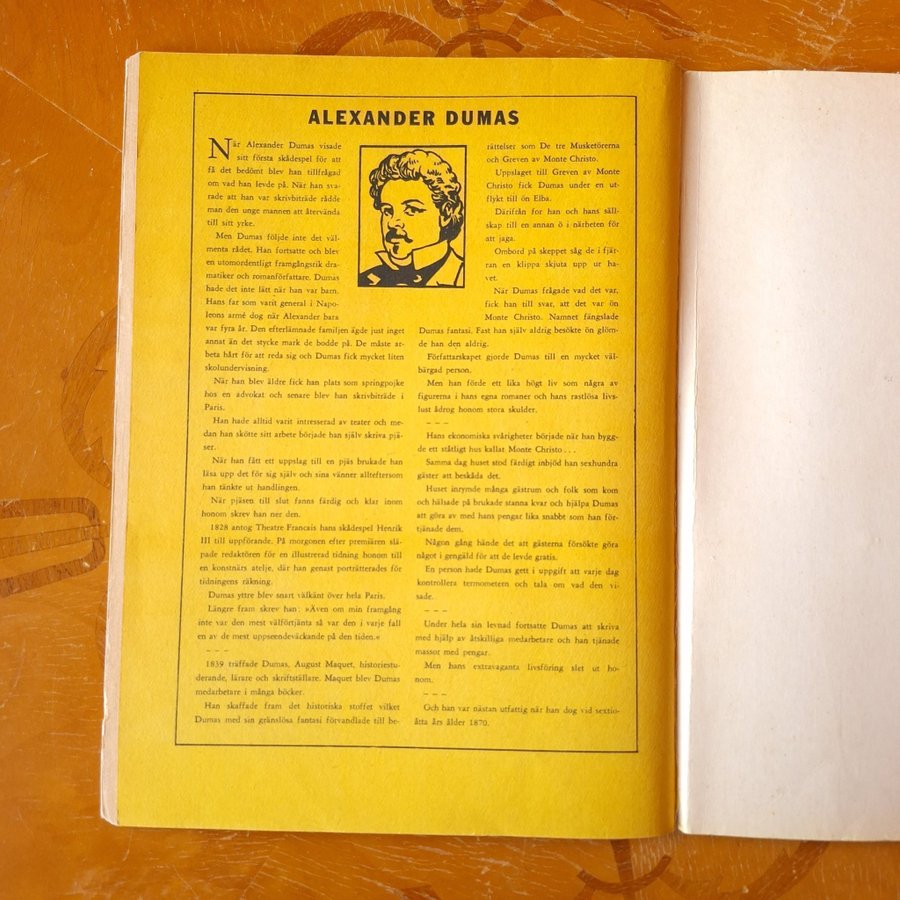 ALEXANDER DUMAS
När Alexander Dumas visade
sitt första skådespel för att
få det bedömt blev han tillfrågad
om vad han levde på. När han sva-
rade att han var skrivbiträde rådde
man den unge mannen att återvända
till sitt yrke.
Men Dumas följde inte det väl-
menta rådet. Han fortsatte och blev
en utomordentligt framgångsrik dra-
matiker och romanförfattare. Dumas
hade det inte lätt när han var barn.
Hans far som varit general i Napo-
leons armé dog när Alexander bara
var fyra år. Den efterlämnade familjen ägde just inget
annat än det stycke mark de bodde på. De måste ar-
beta hårt för att reda sig och Dumas fick mycket liten
skolundervisning.
När han blev äldre fick han plats som springpojke
hos en advokat och senare blev han skrivbiträde i
Paris.
Han hade alltid varit intresserad av teater och me-
dan han skötte sitt arbete började han själv skriva pjä-
ser.
När han fått ett uppslag till en pjäs brukade han
läsa upp det för sig själv och sina vänner allteftersom
han tänkte ut handlingen.
När pjäsen till slut fanns färdig och klar inom
honom skrev han ner den.
1828 antog Theatre Francais hans skådespel Henrik
III till uppförande. På morgonen efter premiären slä-
pade redaktören för en illustrerad tidning honom till
en konstnärs atelje, där han genast porträtterades för
tidningens räkning.
Dumas yttre blev snart välkänt över hela Paris.
Längre fram skrev han: »Även om min framgång
inte var den mest välförtjänta så var den i varje fall
en av de mest uppseendeväckande på den tiden.«
– – –
1839 träffade Dumas, August Maquet, historiestu-
derande, lärare och skriftställare. Maquet blev Dumas
medarbetare i många böcker.
Han skaffade fram det historiska stoffet vilket
Dumas med sin gränslösa fantasi förvandlade till be-
rättelser som De tre Musketörerna
och Greven av Monte Christo.
Uppslaget till Greven av Monte
Christo fick Dumas under en ut-
flykt till ön Elba.
Därifrån for han och hans säll-
skap till en annan ö i närheten för
att jaga.
Ombord på skeppet såg de i fjär-
ran en klippa skjuta upp ur ha-
vet.
När Dumas frågade vad det var,
fick han till svar, att det var ön
Monte Christo. Namnet fängslade
Dumas fantasi. Fast han själv aldrig besökte ön glöm-
de han den aldrig.
Författarskapet gjorde Dumas till en mycket väl-
bärgad person.
Men han förde ett lika högt liv som några av
figurerna i hans egna romaner och hans rastlösa livs-
lust ådrog honom stora skulder.
– – –
Hans ekonomiska svårigheter började när han bygg-
de ett ståtligt hus kallat Monte Christo . . .
Samma dag huset stod färdigt inbjöd han sexhundra
gäster att beskåda det.
Huset inrymde många gästrum och folk som kom
och hälsade på brukade stanna kvar och hjälpa Dumas
att göra av med hans pengar lika snabbt som han för-
tjänade dem.
Någon gång hände det att gästerna försökte göra
något i gengäld för att de levde gratis.
En person hade Dumas gett i uppgift att varje dag
kontrollera termometern och tala om vad den vi-
sade.
– – –
Under hela sin levnad fortsatte Dumas att skriva
med hjälp av åtskilliga medarbetare och han tjänade
massor med pengar.
Men hans extravaganta livsföring slet ut ho-
nom.
– – –
Och han var nästan utfattig när han dog vid sextio-
åtta års ålder 1870.